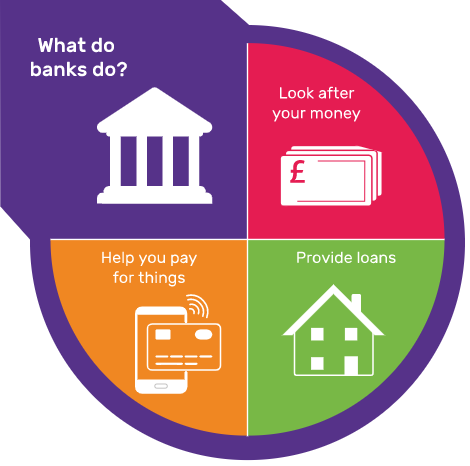 What do
banks do?
Look after
your money
£
Help you pay
for things
Provide loans